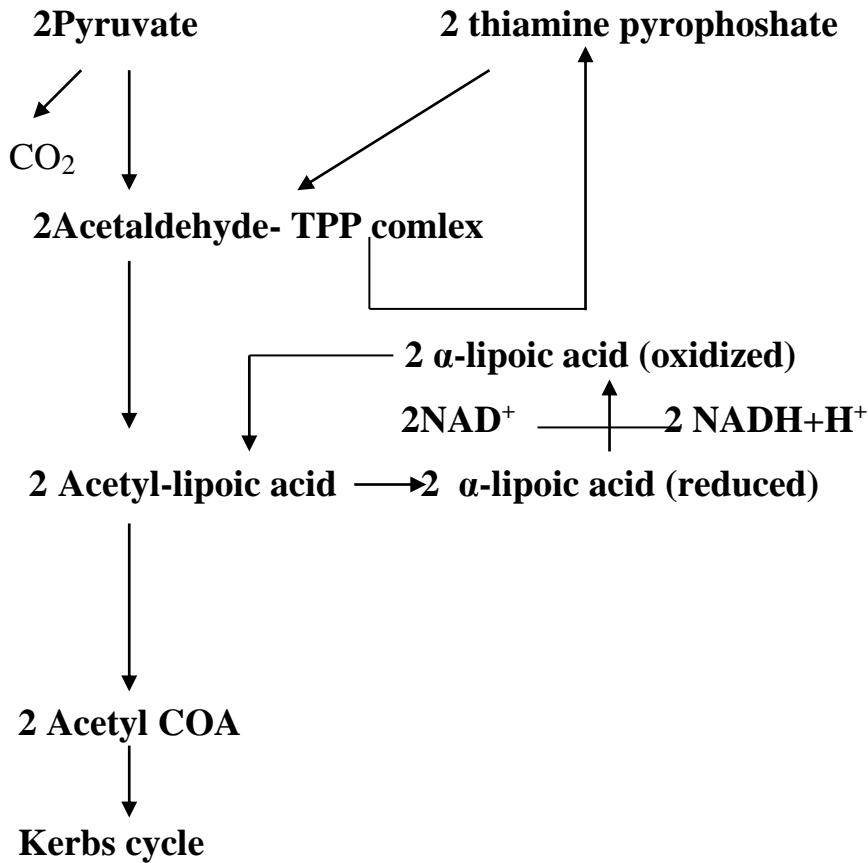 2Pyruvate
2 thiamine pyrophoshate
CO₂
2Acetaldehyde- TPP comlex
2 α-lipoic acid (oxidized)
2NAD⁺
2 NADH+H⁺
2 Acetyl-lipoic acid
2 α-lipoic acid (reduced)
2 Acetyl COA
Kerbs cycle